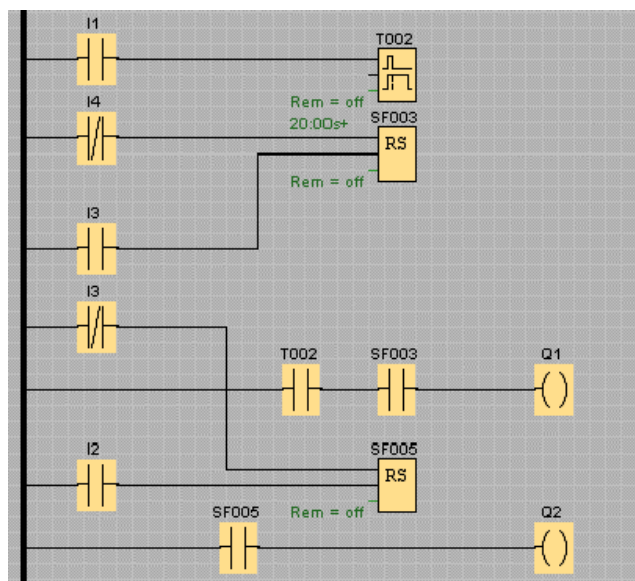 I1
T002
Rem = off
20:00s+
I4
SF003
RS
Rem = off
I3
I3
T002 SF003 Q1
I2
SF005
RS
Rem = off
SF005 Q2